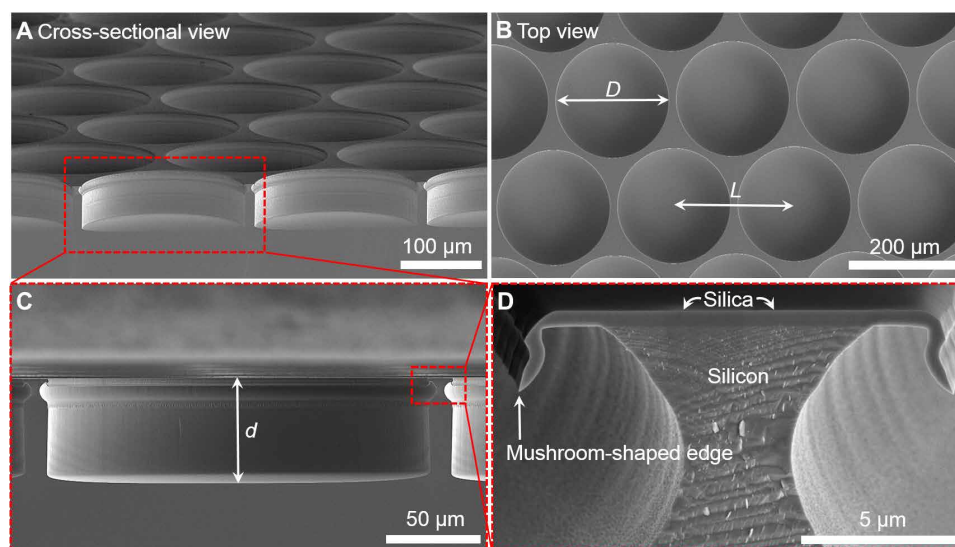 A Cross-sectional view
100 µm
B Top view
D
L
200 µm
C
d
50 µm
D
Silica
Silicon
Mushroom-shaped edge
5 µm